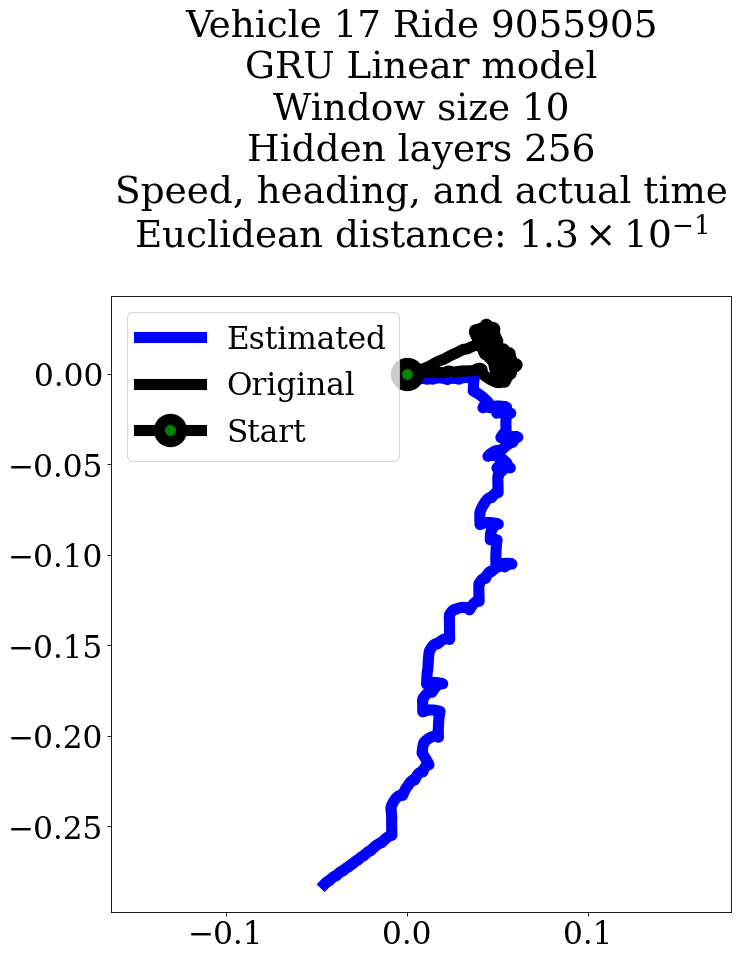 Vehicle 17 Ride 9055905
GRU Linear model
Window size 10
Hidden layers 256
Speed, heading, and actual time
Euclidean distance: 1.3 × 10⁻¹
Estimated
Original
Start
0.00
−0.05
−0.10
−0.15
−0.20
−0.25
−0.1 0.0 0.1